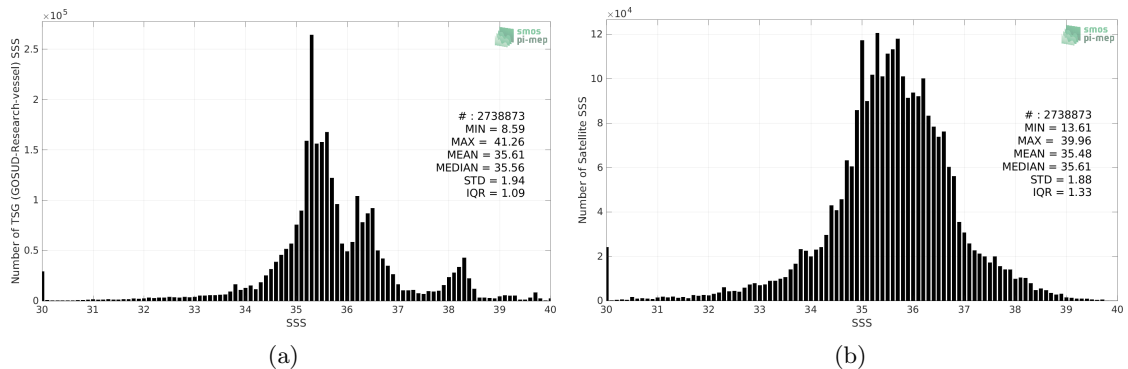 ×10⁵
Number of TSG (GOSUD-Research-vessel) SSS
2.5
2
1.5
1
0.5
0
30 31 32 33 34 35 36 37 38 39 40
SSS
smos
pi-mep
# : 2738873
MIN = 8.59
MAX = 41.26
MEAN = 35.61
MEDIAN = 35.56
STD = 1.94
IQR = 1.09
(a)
×10⁴
Number of Satellite SSS
12
10
8
6
4
2
0
30 31 32 33 34 35 36 37 38 39 40
SSS
smos
pi-mep
# : 2738873
MIN = 13.61
MAX = 39.96
MEAN = 35.48
MEDIAN = 35.61
STD = 1.88
IQR = 1.33
(b)